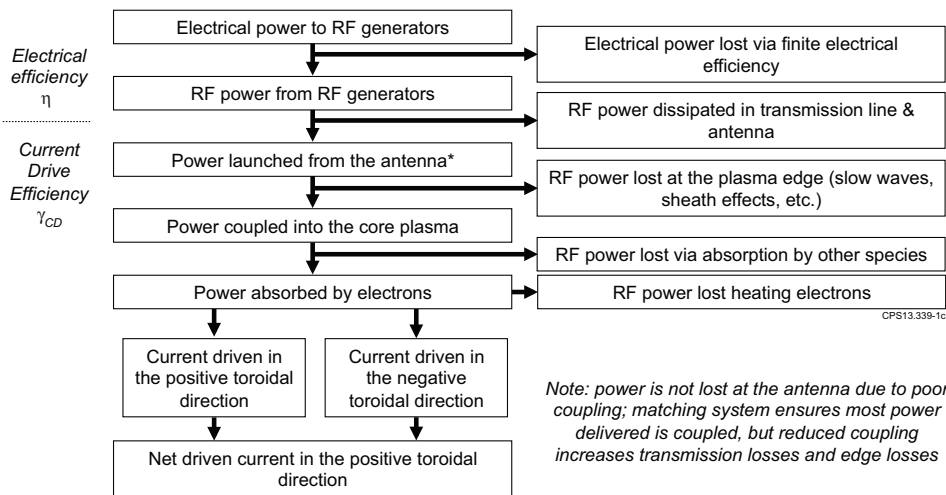 Electrical power to RF generators
Electrical
efficiency
η
Electrical power lost via finite electrical
efficiency
RF power from RF generators
RF power dissipated in transmission line &
antenna
Current
Drive
Efficiency
γCD
Power launched from the antenna*
RF power lost at the plasma edge (slow waves,
sheath effects, etc.)
Power coupled into the core plasma
RF power lost via absorption by other species
Power absorbed by electrons
RF power lost heating electrons
CPS13.339-1c
Current driven in
the positive toroidal
direction
Current driven in
the negative
toroidal direction
Note: power is not lost at the antenna due to poor
coupling; matching system ensures most power
delivered is coupled, but reduced coupling
increases transmission losses and edge losses
Net driven current in the positive toroidal
direction